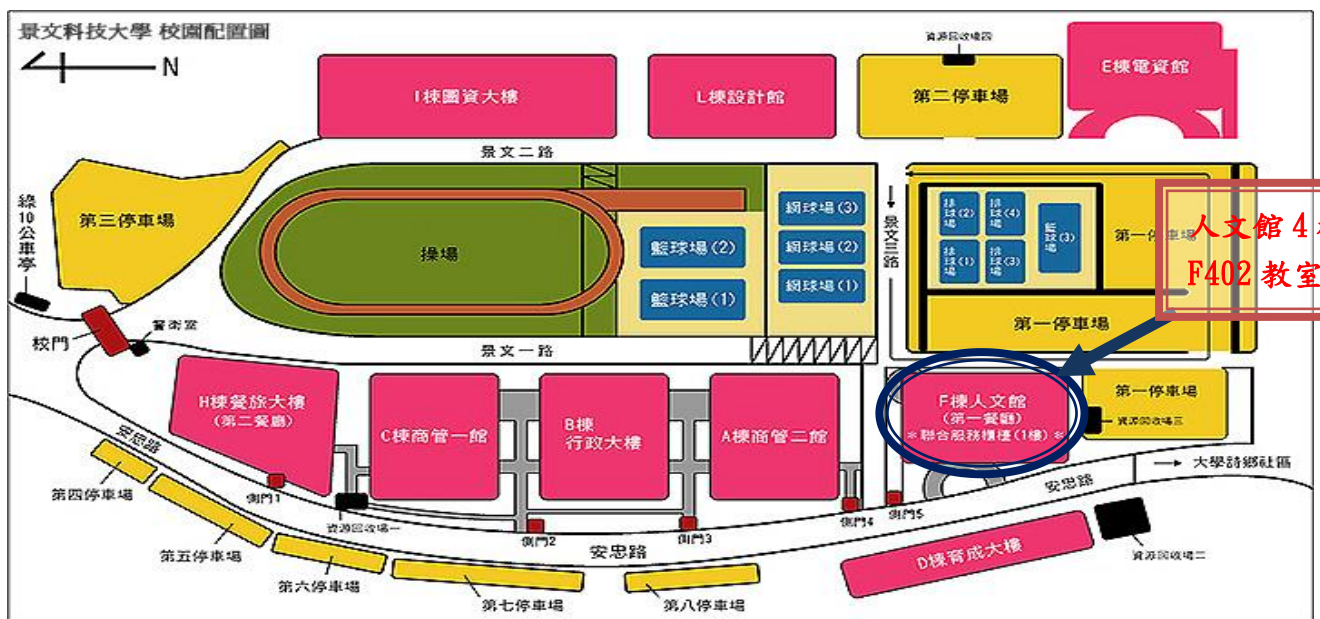 景文科技大學 校園配置圖
N
資源回收場四
I棟圖資大樓
L棟設計館
第二停車場
E棟電資館
景文二路
第三停車場
綠10公車亭
操場
籃球場(2)
籃球場(1)
網球場(3)
網球場(2)
網球場(1)
→景文三路
排球場(2)
排球場(4)
排球場(1)
排球場(3)
籃球場(3)
第一停車場
人文館 4
F402 教室
第一停車場
校門
警衛室
景文一路
H棟餐旅大樓
(第二餐廳)
C棟商管一館
B棟
行政大樓
A棟商管二館
F棟人文館
(第一餐廳)
*聯合服務櫃檯(1樓)*
第一停車場
資源回收場三
→大學詩鄉社區
安忠路
安忠路
安忠路
側門1
資源回收場一
側門2
側門3
側門4
側門5
第四停車場
第五停車場
第六停車場
第七停車場
第八停車場
D棟育成大樓
資源回收場二